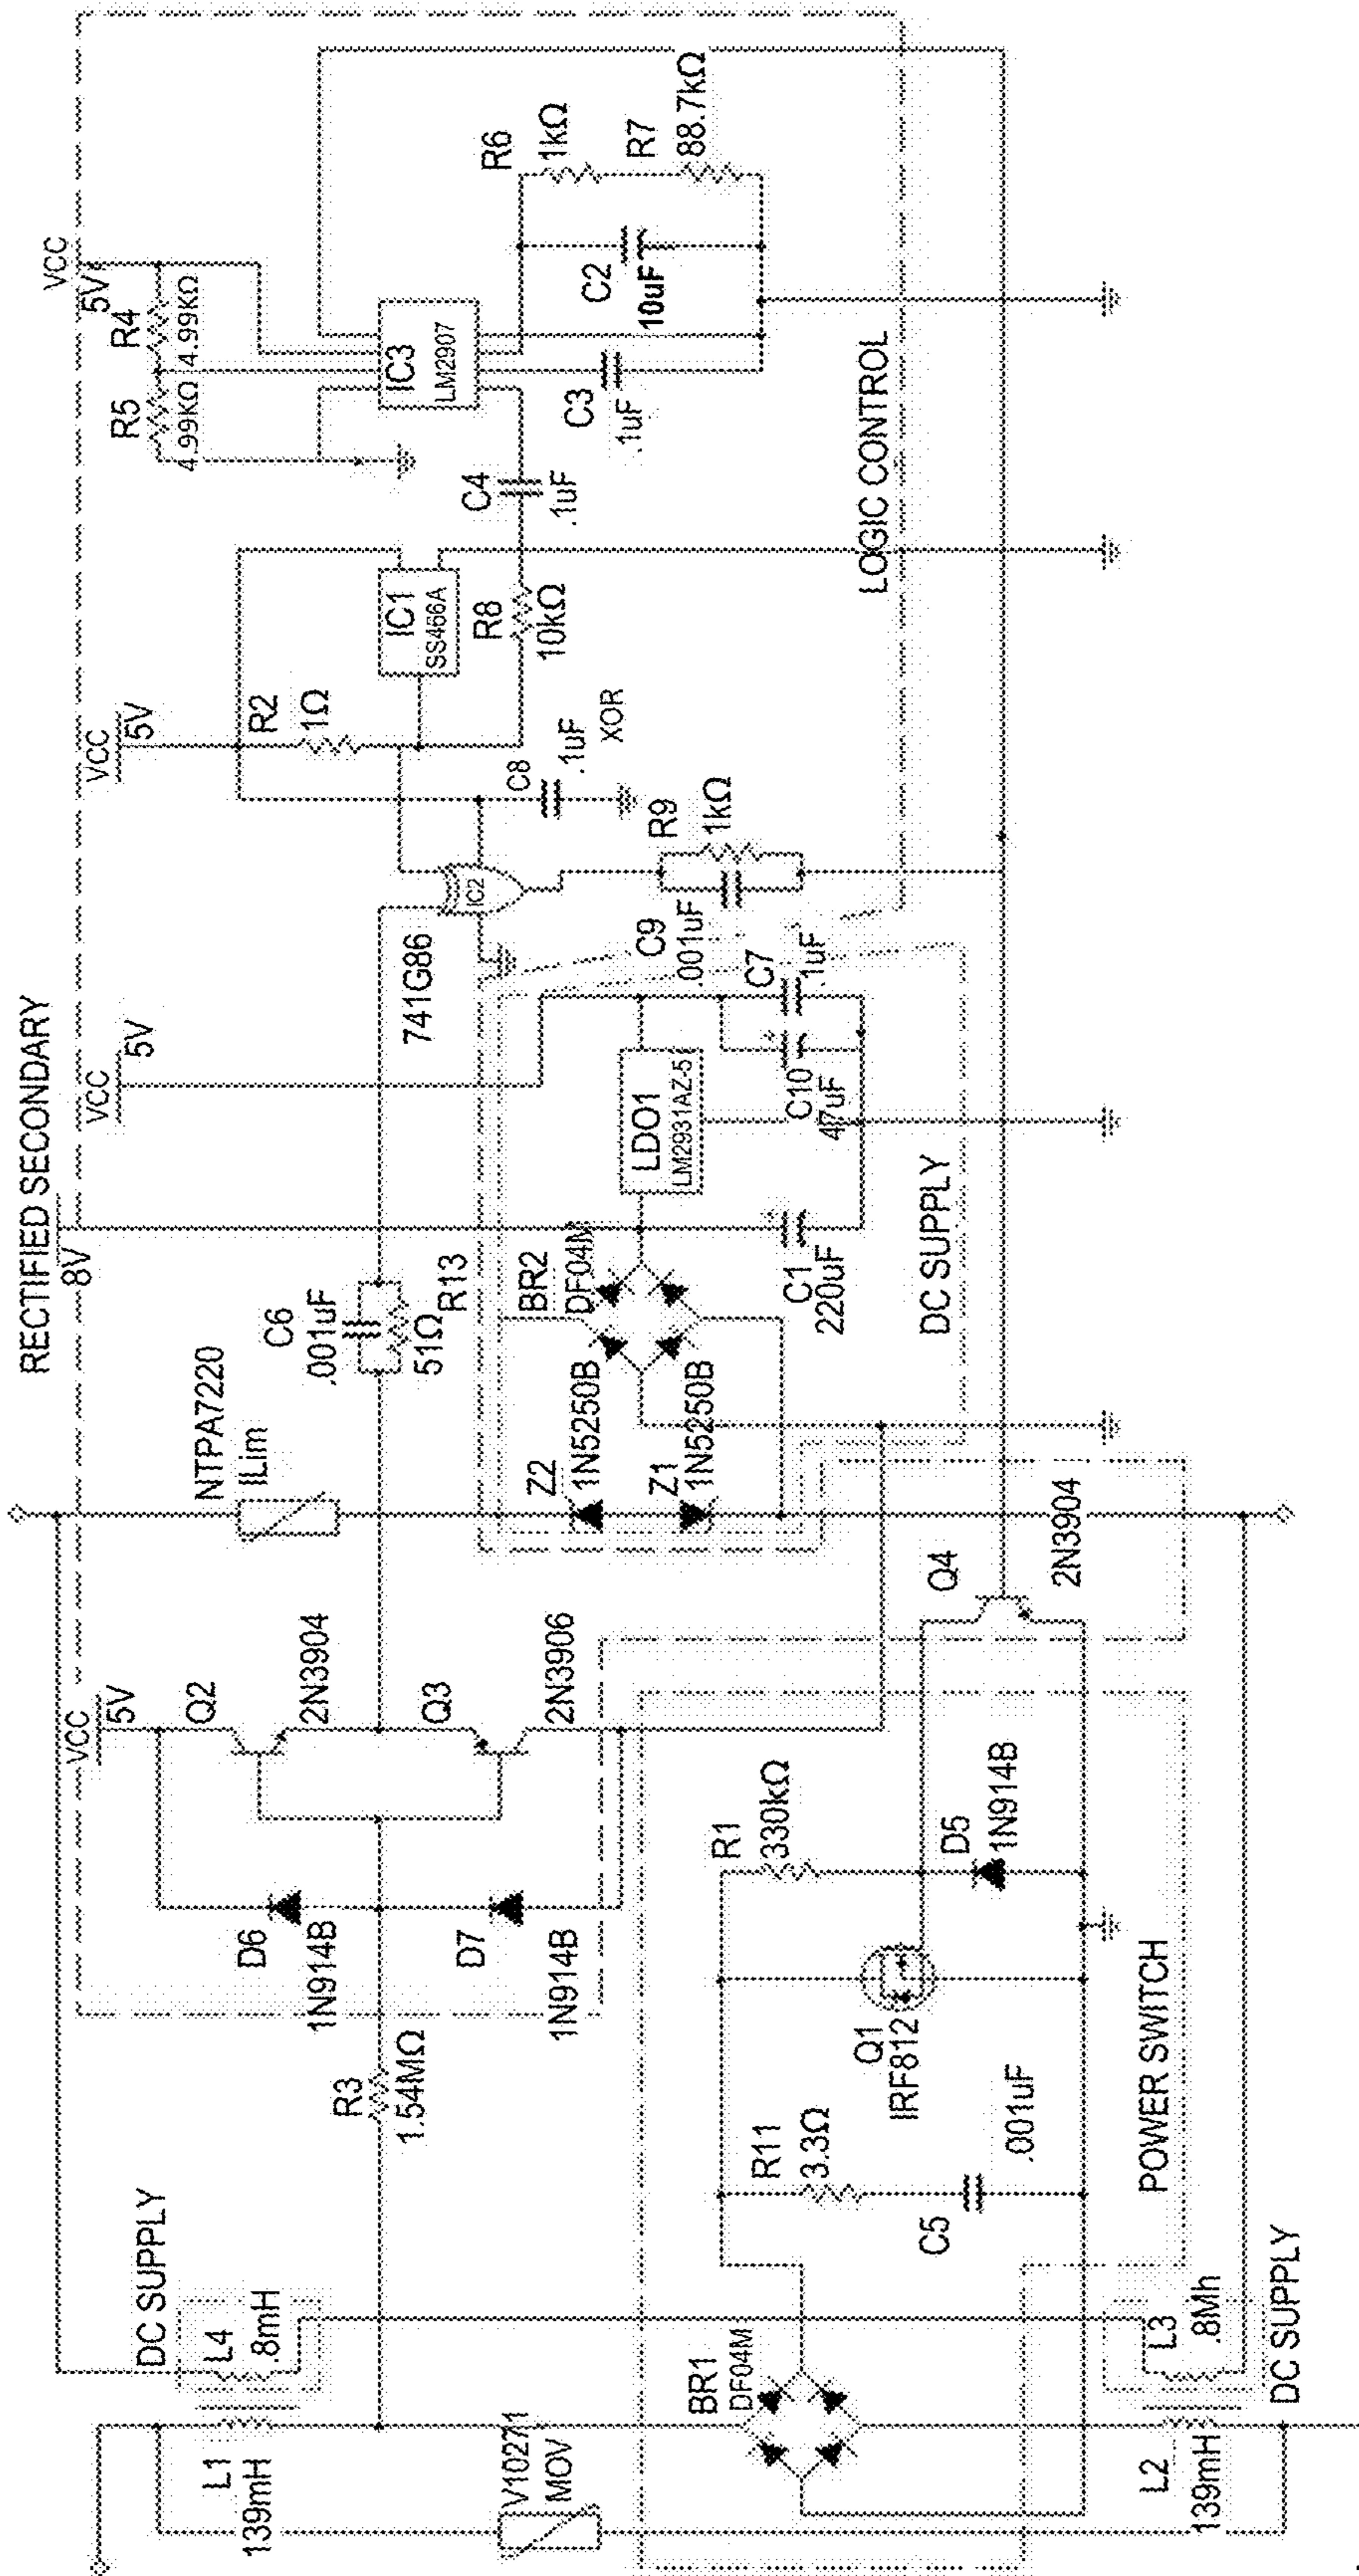 RECTIFIED SECONDARY
8V
VCC
5V
VCC
5V
VCC
5V
VCC
5V
DC SUPPLY
L4
.8mH
L1
139mH
V10271
MOV
R3
1.54MΩ
D6
1N914B
D7
1N914B
Q2
2N3904
Q3
2N3906
NTPA7220
ILim
C6
.001uF
51Ω
R13
741G86
IC2
R2
1Ω
IC1
SS466A
R8
10kΩ
C8
.1uF
XOR
C4
.1uF
R5
4.99KΩ
R4
4.99KΩ
IC3
LM2907
C3
.1uF
C2
10uF
R6
1kΩ
R7
88.7kΩ
LOGIC CONTROL
R9
1kΩ
C9
.001uF
C7
.1uF
C10
47uF
LDO1
LM2931AZ-5
BR2
DF04M
C1
220uF
DC SUPPLY
Z2
1N5250B
Z1
1N5250B
Q4
2N3904
R1
330kΩ
D5
1N914B
Q1
IRF812
R11
3.3Ω
C5
.001uF
POWER SWITCH
BR1
DF04M
L3
.8Mh
L2
139mH
DC SUPPLY